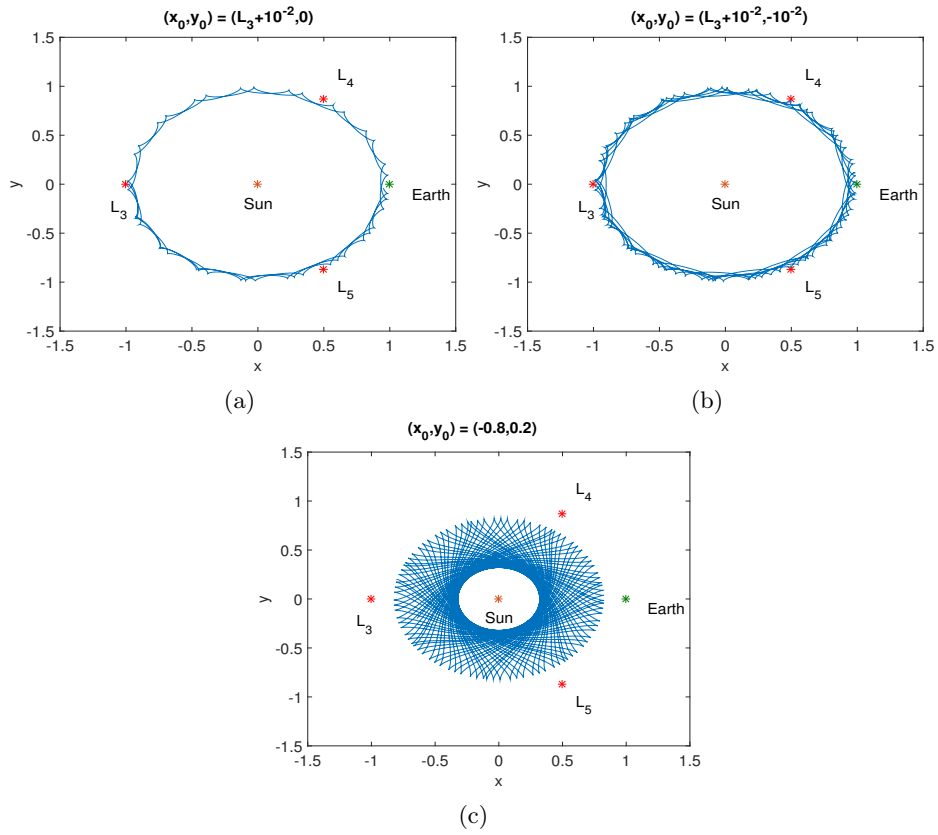 (x₀,y₀) = (L₃+10⁻²,0)
1.5
1
0.5
0
-0.5
-1
-1.5
y
-1.5 -1 -0.5 0 0.5 1 1.5
x
L₄
L₃
Sun
Earth
L₅
(a)
(x₀,y₀) = (L₃+10⁻²,-10⁻²)
1.5
1
0.5
0
-0.5
-1
-1.5
y
-1.5 -1 -0.5 0 0.5 1 1.5
x
L₄
L₃
Sun
Earth
L₅
(b)
(x₀,y₀) = (-0.8,0.2)
1.5
1
0.5
0
-0.5
-1
-1.5
y
-1.5 -1 -0.5 0 0.5 1 1.5
x
L₄
L₃
Sun
Earth
L₅
(c)